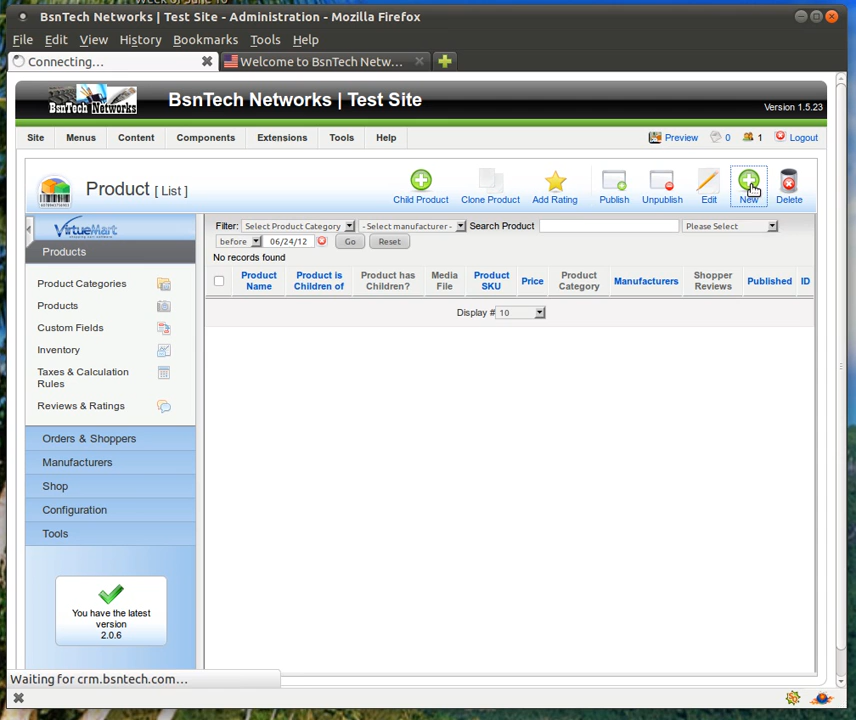 BsnTech Networks | Test Site - Administration - Mozilla Firefox
File Edit View History Bookmarks Tools Help
Connecting... Welcome to BsnTech Netw...
BsnTech Networks BsnTech Networks | Test Site Version 1.5.23
Site Menus Content Components Extensions Tools Help Preview 0 1 Logout
Product [ List ] Child Product Clone Product Add Rating Publish Unpublish Edit New Delete
VirtueMart
Filter: Select Product Category - Select manufacturer - Search Product Please Select
before 06/24/12 Go Reset
No records found
Product Name Product is Children of Product has Children? Media File Product SKU Price Product Category Manufacturers Shopper Reviews Published ID
Display # 10
Products
Product Categories
Products
Custom Fields
Inventory
Taxes & Calculation
Rules
Reviews & Ratings
Orders & Shoppers
Manufacturers
Shop
Configuration
Tools
You have the latest
version
2.0.6
Waiting for crm.bsntech.com...